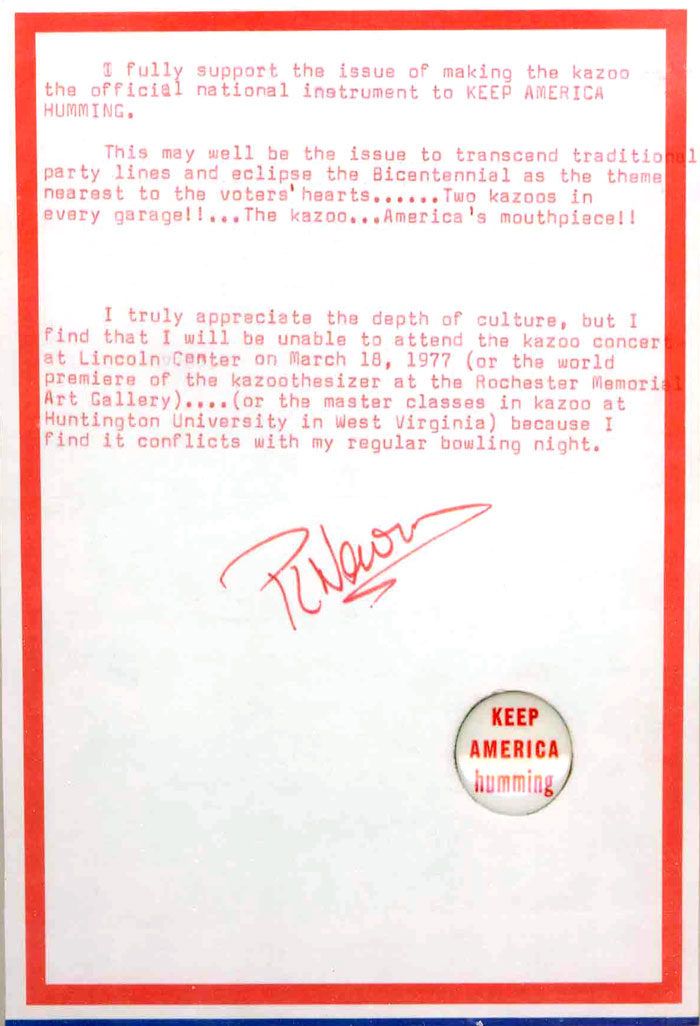 I fully support the issue of making the kazoo
the official national instrument to KEEP AMERICA
HUMMING.
This may well be the issue to transcend traditional
party lines and eclipse the Bicentennial as the theme
nearest to the voters' hearts......Two kazoos in
every garage!!...The kazoo...America's mouthpiece!!
I truly appreciate the depth of culture, but I
find that I will be unable to attend the kazoo concert
at Lincoln Center on March 18, 1977 (or the world
premiere of the kazoothesizer at the Rochester Memorial
Art Gallery)....(or the master classes in kazoo at
Huntington University in West Virginia) because I
find it conflicts with my regular bowling night.
KEEP
AMERICA
humming